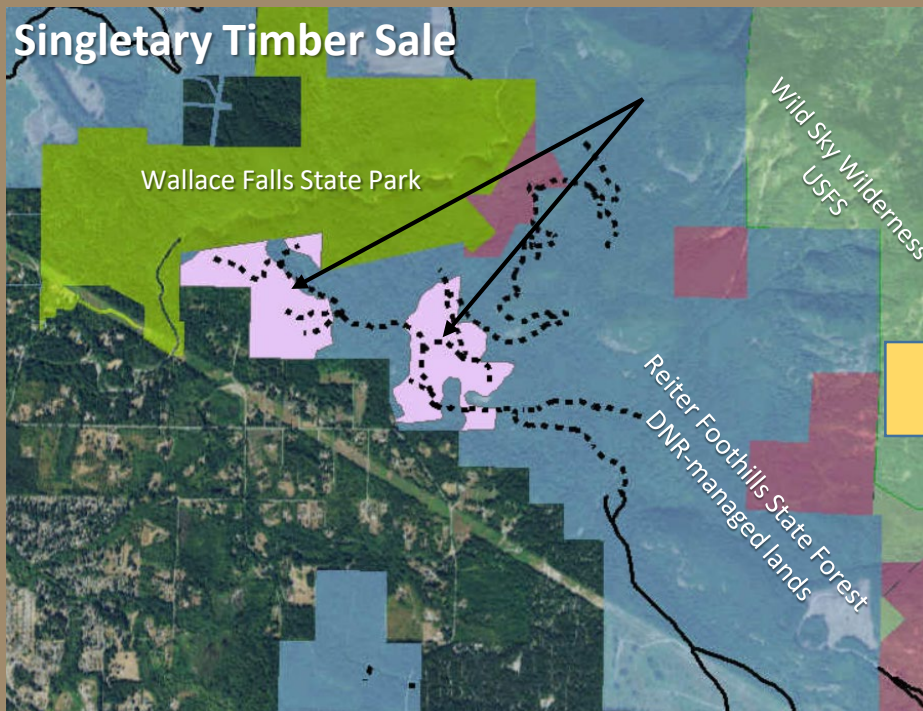 Singletary Timber Sale
Wallace Falls State Park
Wild Sky Wilderness
USFS
Reiter Foothills State Forest
DNR-managed lands